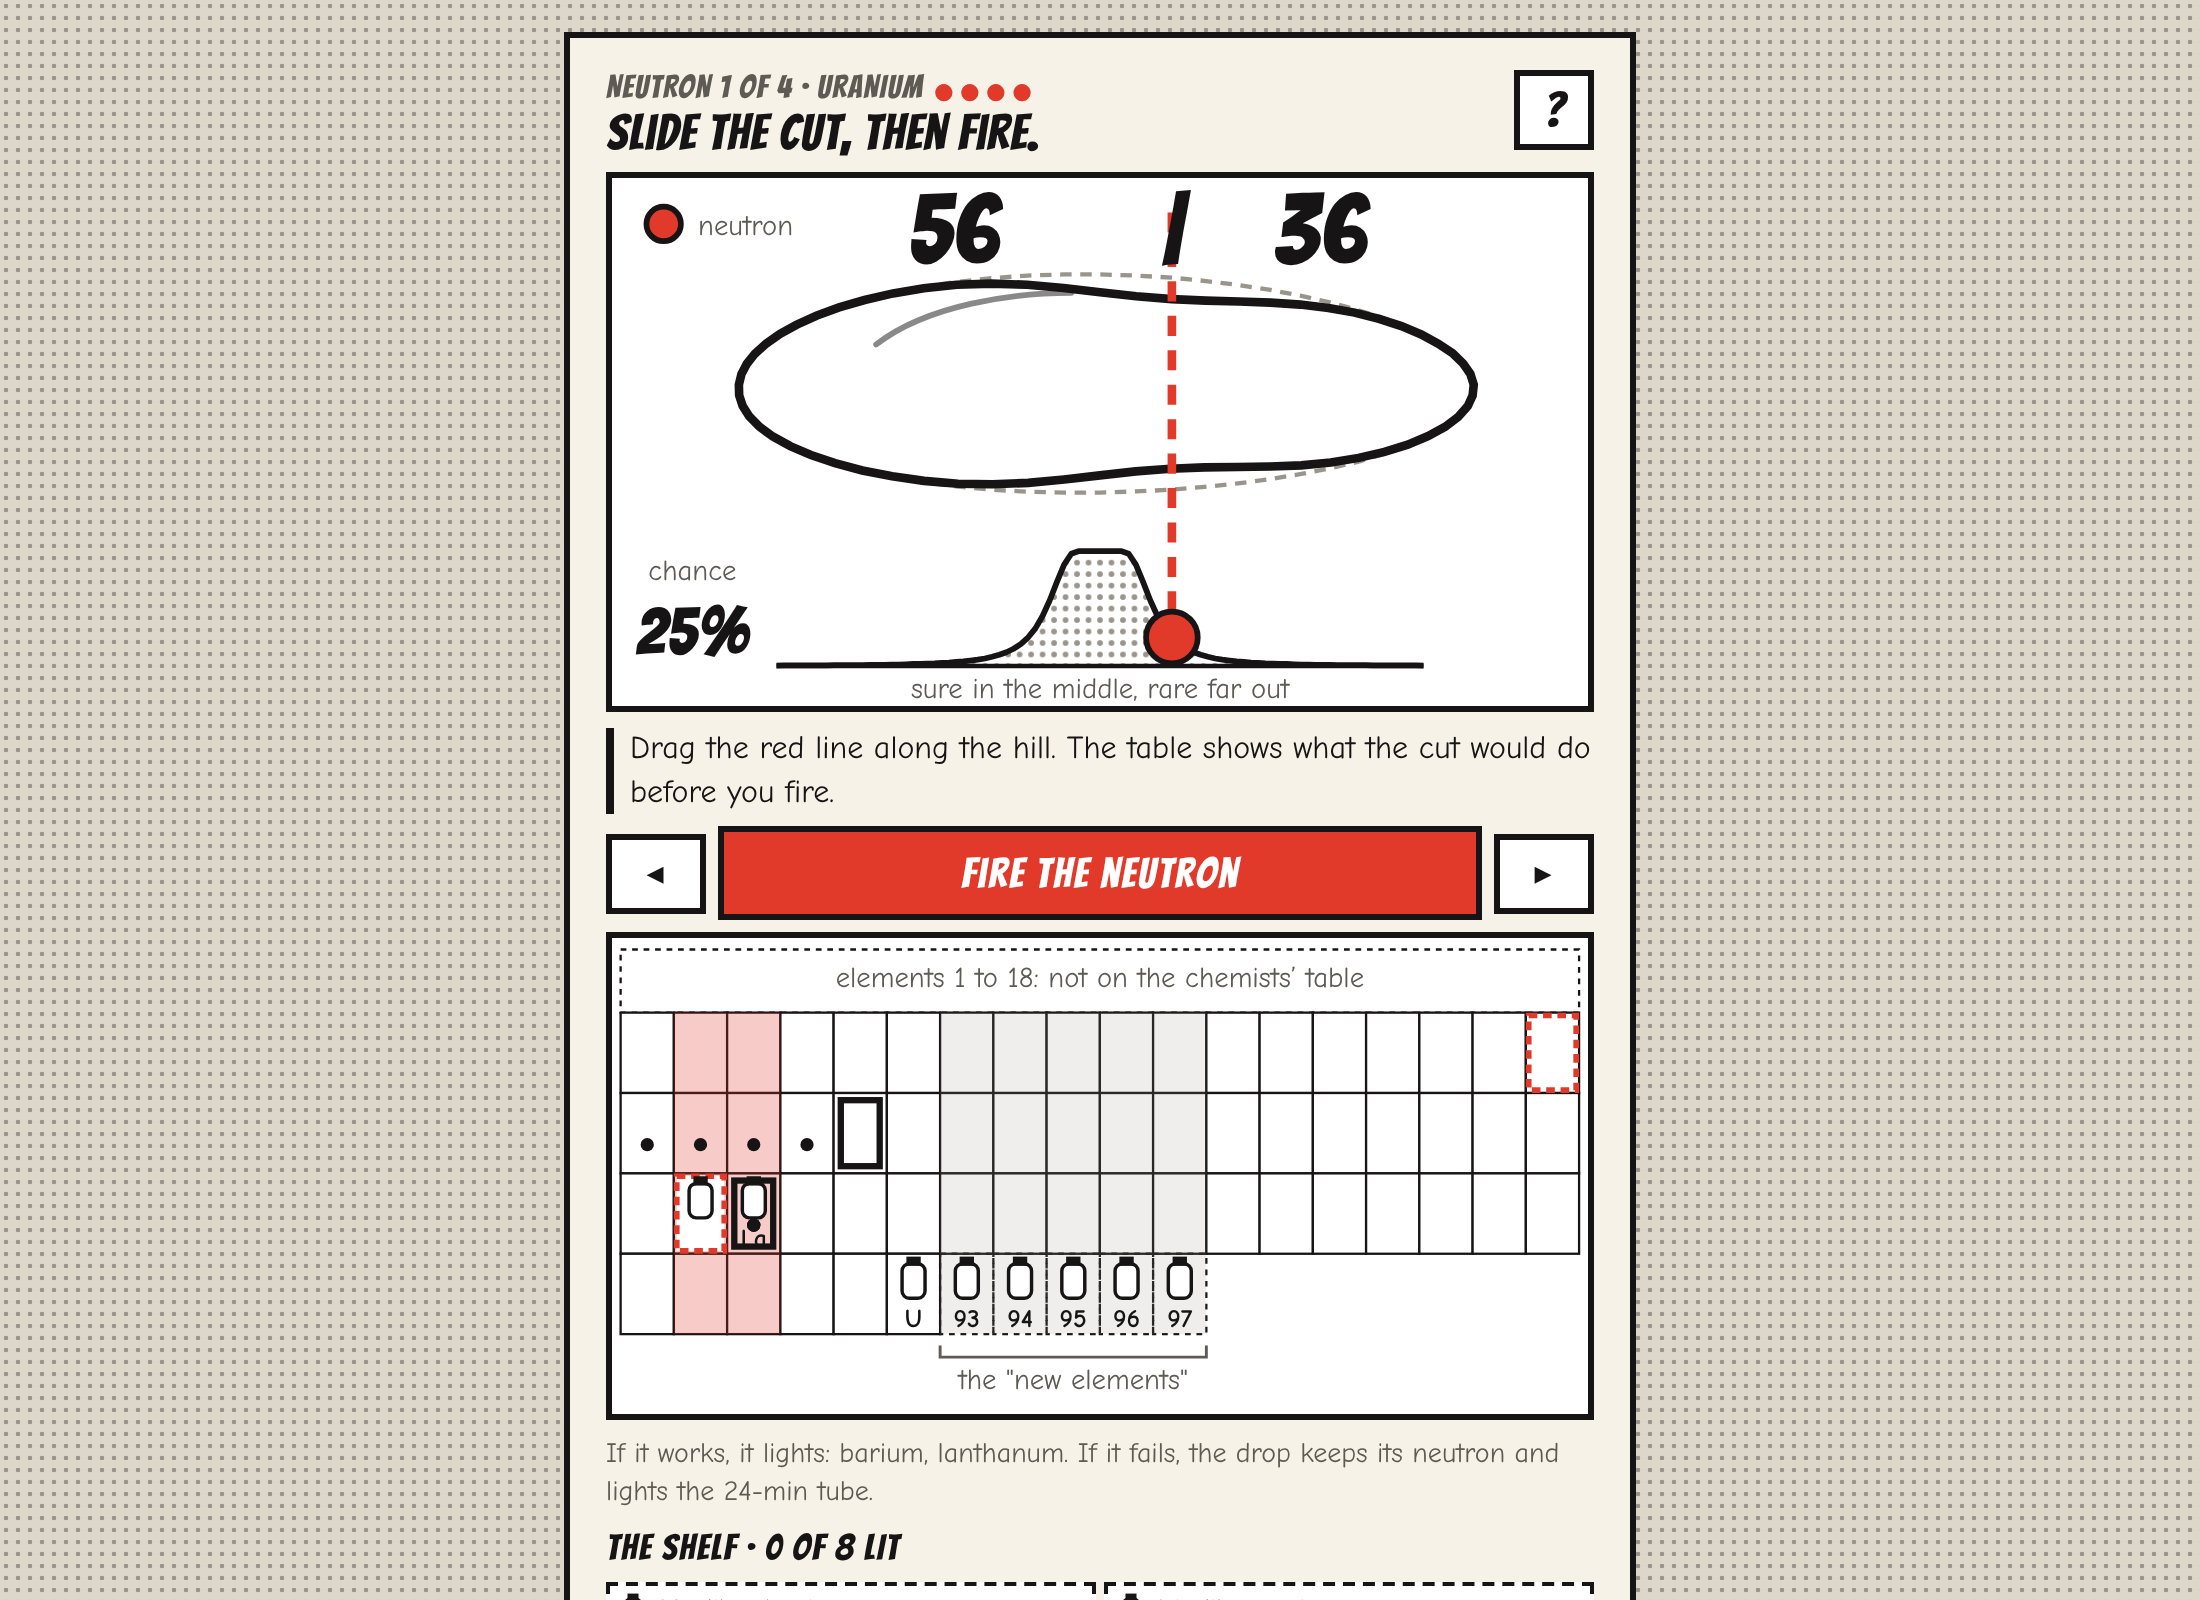 NEUTRON 1 OF 4 · URANIUM
SLIDE THE CUT, THEN FIRE.
?
neutron
56 / 36
chance
25%
sure in the middle, rare far out
Drag the red line along the hill. The table shows what the cut would do
before you fire.
◄ FIRE THE NEUTRON ►
elements 1 to 18: not on the chemists’ table
La
U 93 94 95 96 97
the "new elements"
If it works, it lights: barium, lanthanum. If it fails, the drop keeps its neutron and
lights the 24-min tube.
THE SHELF · 0 OF 8 LIT